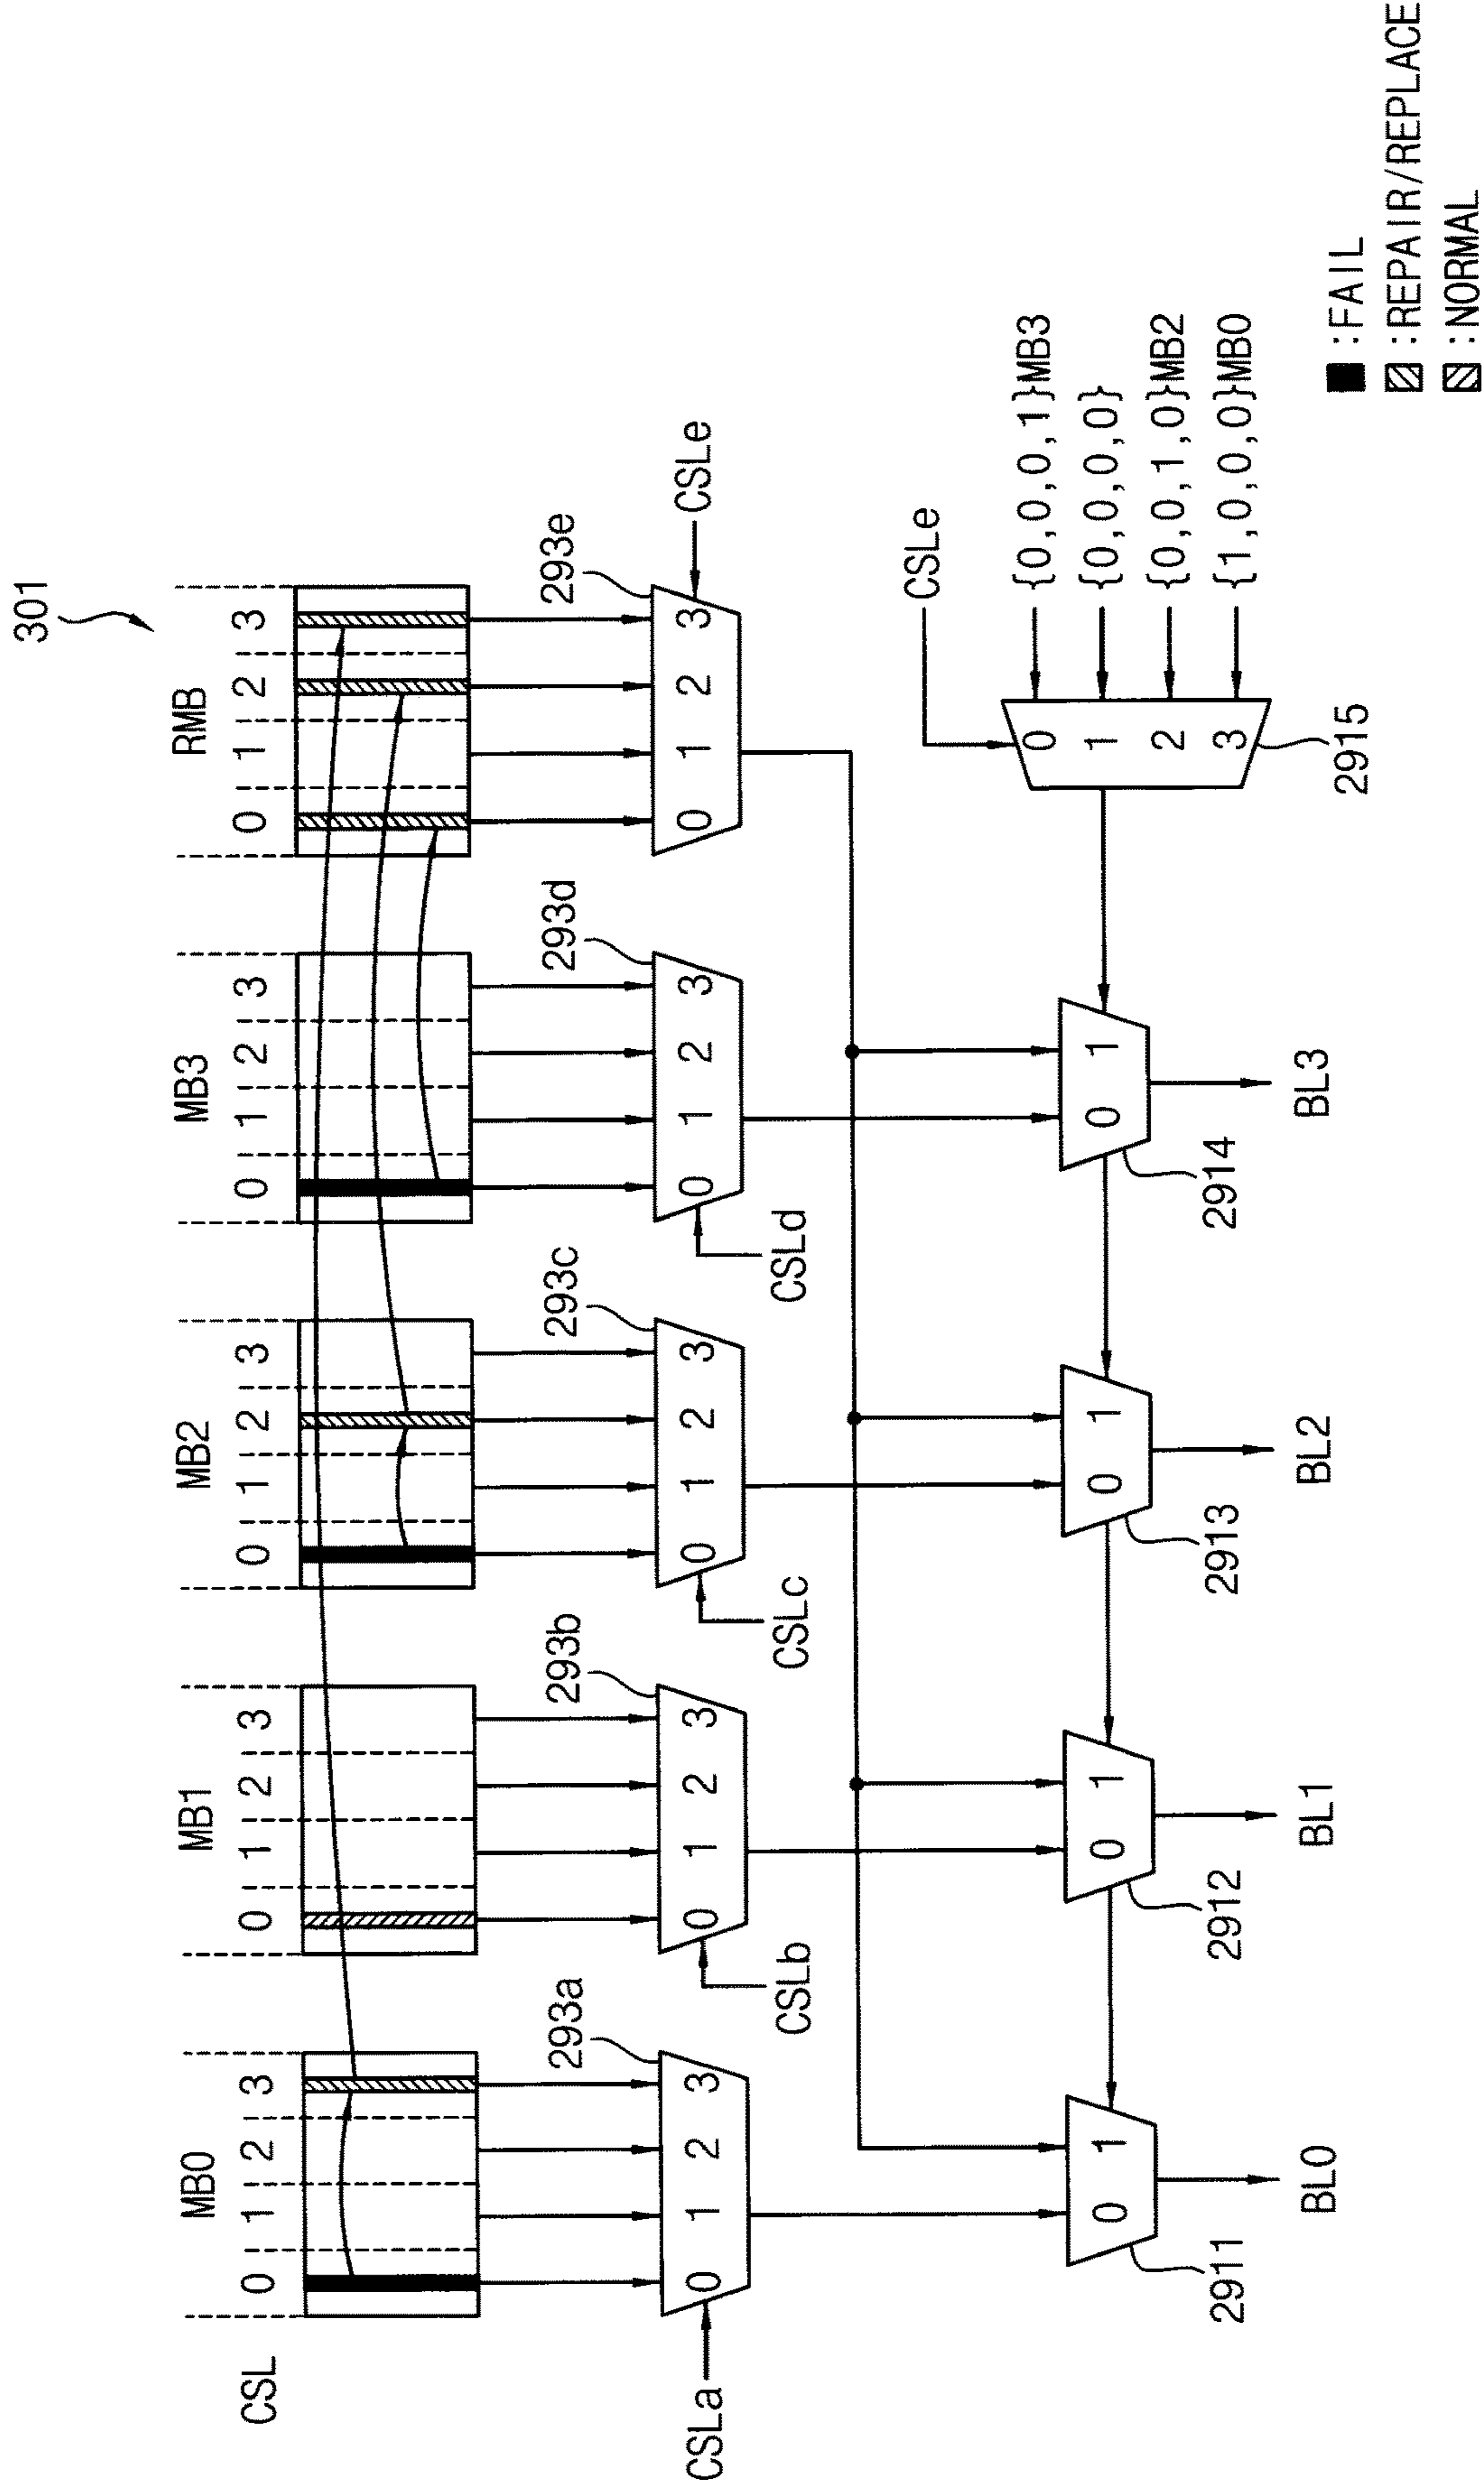 301
MB0 MB1 MB2 MB3 RMB
CSL 0 1 2 3 0 1 2 3 0 1 2 3 0 1 2 3 0 1 2 3
293a 293b 293c 293d 293e
CSLa 0 1 2 3 CSLb 0 1 2 3 CSLc 0 1 2 3 CSLd 0 1 2 3 0 1 2 3 CSLe
CSLe
0 {0,0,0,1}MB3
1 {0,0,0,0}
2 {0,0,1,0}MB2
3 {1,0,0,0}MB0
2915
0 1 0 1 0 1 0 1
2911 2912 2913 2914
BL0 BL1 BL2 BL3
:FAIL
:REPAIR/REPLACE
:NORMAL